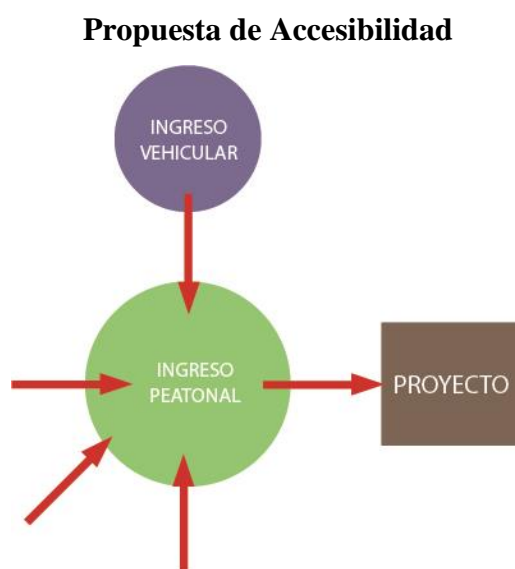 Propuesta de Accesibilidad
INGRESO
VEHICULAR
INGRESO
PEATONAL
PROYECTO